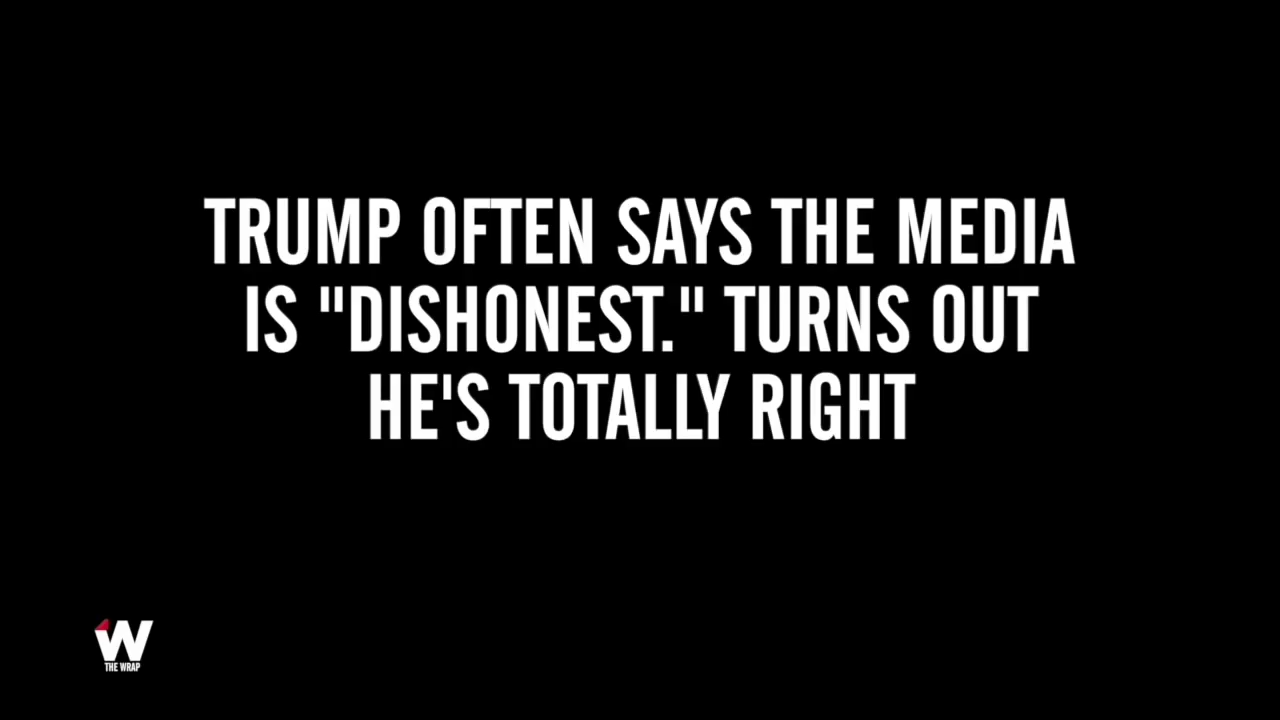 TRUMP OFTEN SAYS THE MEDIA
IS "DISHONEST." TURNS OUT
HE'S TOTALLY RIGHT
W
THE WRAP